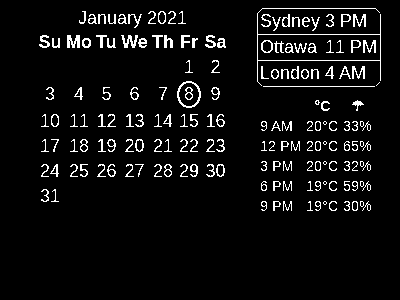 January 2021
Su Mo Tu We Th Fr Sa
1 2
3 4 5 6 7 8 9
10 11 12 13 14 15 16
17 18 19 20 21 22 23
24 25 26 27 28 29 30
31
Sydney 3 PM
Ottawa 11 PM
London 4 AM
°C
9 AM 20°C 33%
12 PM 20°C 65%
3 PM 20°C 32%
6 PM 19°C 59%
9 PM 19°C 30%